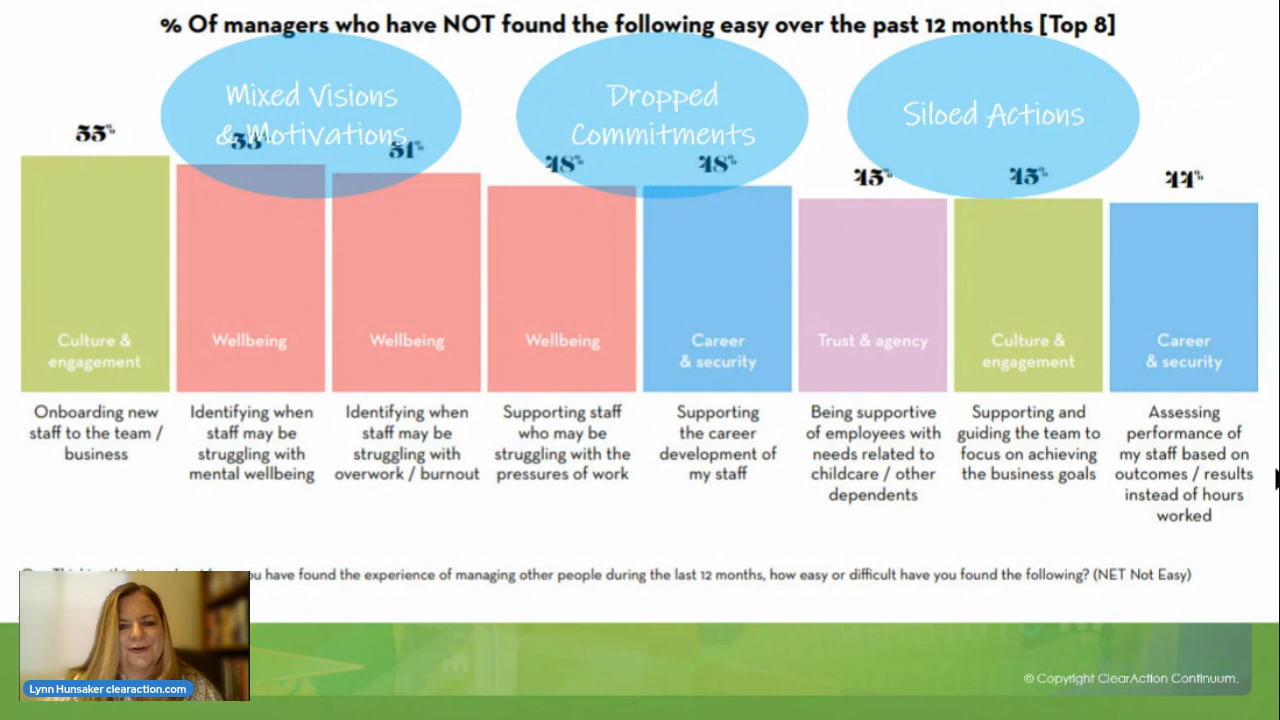 % Of managers who have NOT found the following easy over the past 12 months [Top 8]
Mixed Visions
& Motivations
Dropped
Commitments
Siloed Actions
55%
53%
51%
48%
48%
45%
45%
44%
Culture &
engagement
Wellbeing
Wellbeing
Wellbeing
Career
& security
Trust & agency
Culture &
engagement
Career
& security
Onboarding new
staff to the team /
business
Identifying when
staff may be
struggling with
mental wellbeing
Identifying when
staff may be
struggling with
overwork / burnout
Supporting staff
who may be
struggling with the
pressures of work
Supporting
the career
development of
my staff
Being supportive
of employees with
needs related to
childcare / other
dependents
Supporting and
guiding the team to
focus on achieving
the business goals
Assessing
performance of
my staff based on
outcomes / results
instead of hours
worked
have found the experience of managing other people during the last 12 months, how easy or difficult have you found the following? (NET Not Easy)
Lynn Hunsaker clearaction.com
© Copyright ClearAction Continuum.